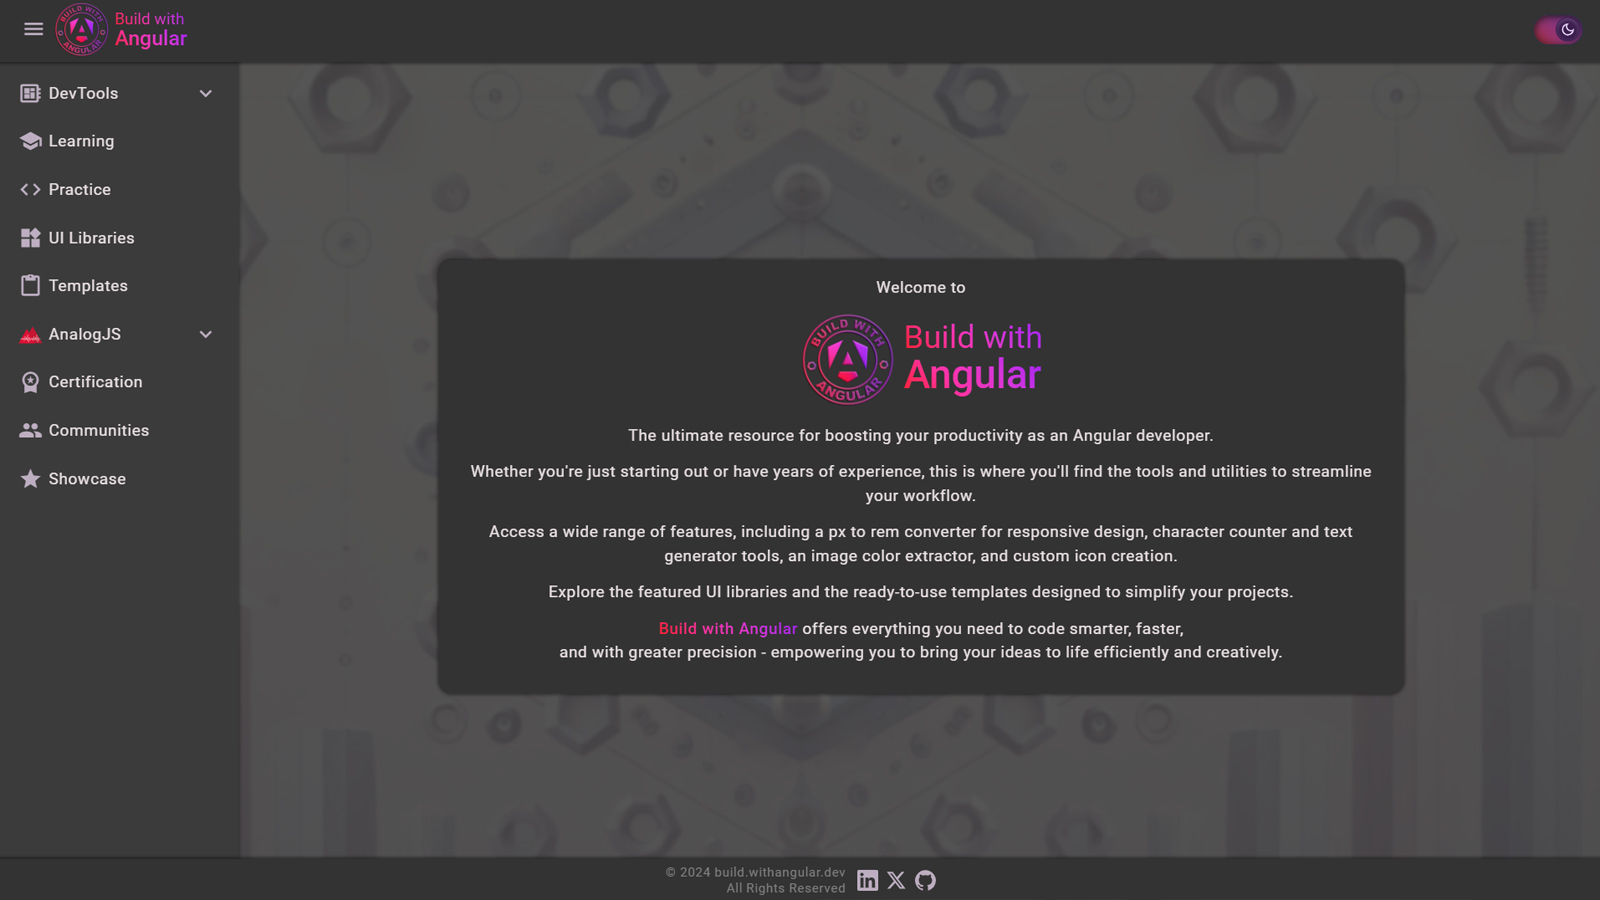 Build with
Angular
DevTools
Learning
Practice
UI Libraries
Templates
AnalogJS
Certification
Communities
Showcase
Welcome to
BUILD WITH
ANGULAR
Build with
Angular
The ultimate resource for boosting your productivity as an Angular developer.
Whether you're just starting out or have years of experience, this is where you'll find the tools and utilities to streamline
your workflow.
Access a wide range of features, including a px to rem converter for responsive design, character counter and text
generator tools, an image color extractor, and custom icon creation.
Explore the featured UI libraries and the ready-to-use templates designed to simplify your projects.
Build with Angular offers everything you need to code smarter, faster,
and with greater precision - empowering you to bring your ideas to life efficiently and creatively.
© 2024 build.withangular.dev
All Rights Reserved